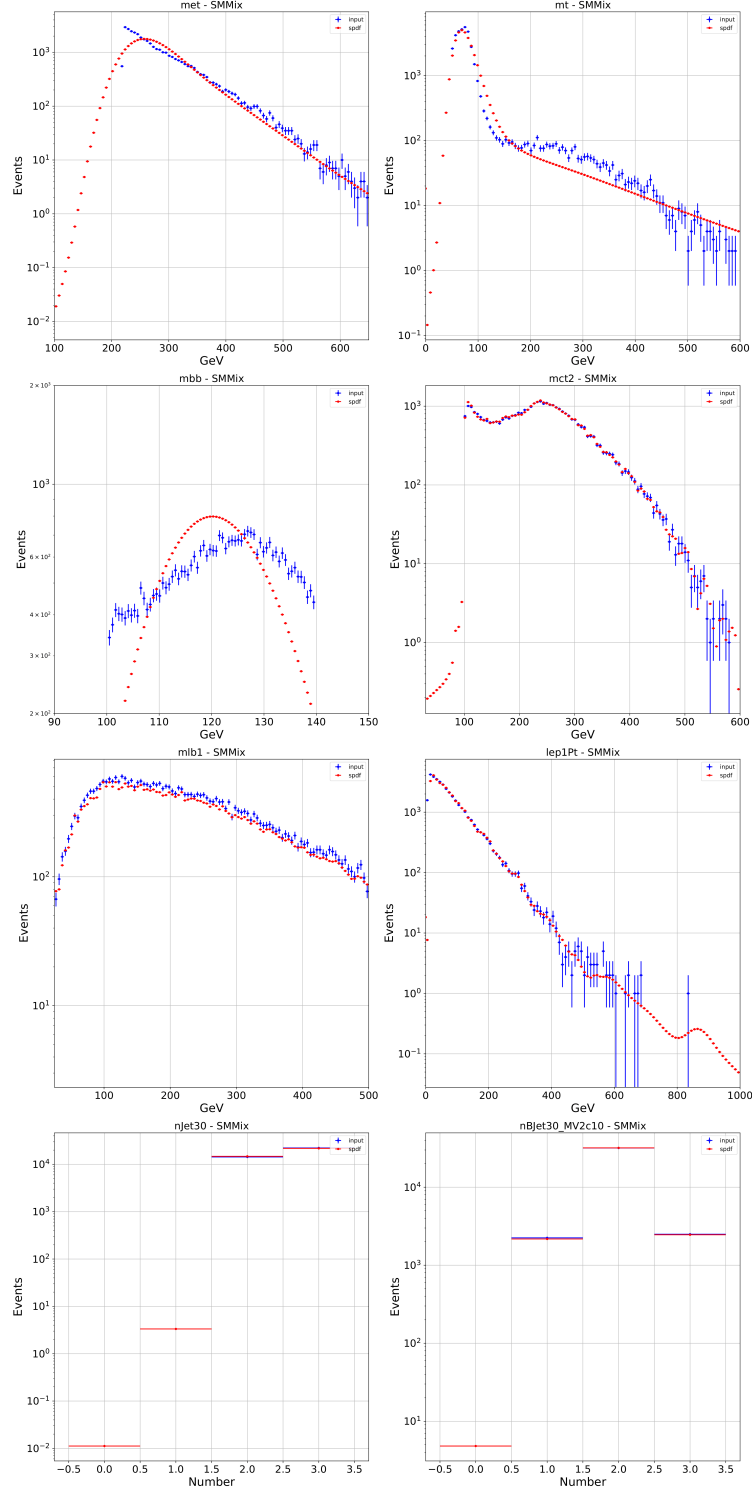 met - SMMix
input
spdf
Events
10³
10²
10¹
10⁰
10⁻¹
10⁻²
100 200 300 400 500 600
GeV
mt - SMMix
input
spdf
Events
10³
10²
10¹
10⁰
10⁻¹
0 100 200 300 400 500 600
GeV
mbb - SMMix
input
spdf
Events
2 × 10³
10³
6 × 10²
4 × 10²
3 × 10²
2 × 10²
90 100 110 120 130 140 150
GeV
mct2 - SMMix
input
spdf
Events
10³
10²
10¹
10⁰
100 200 300 400 500 600
GeV
mlb1 - SMMix
input
spdf
Events
10²
10¹
100 200 300 400 500
GeV
lep1Pt - SMMix
input
spdf
Events
10³
10²
10¹
10⁰
10⁻¹
0 200 400 600 800 1000
GeV
nJet30 - SMMix
input
spdf
Events
10⁴
10³
10²
10¹
10⁰
10⁻¹
10⁻²
−0.5 0.0 0.5 1.0 1.5 2.0 2.5 3.0 3.5
Number
nBJet30_MV2c10 - SMMix
input
spdf
Events
10⁴
10³
10²
10¹
−0.5 0.0 0.5 1.0 1.5 2.0 2.5 3.0 3.5
Number